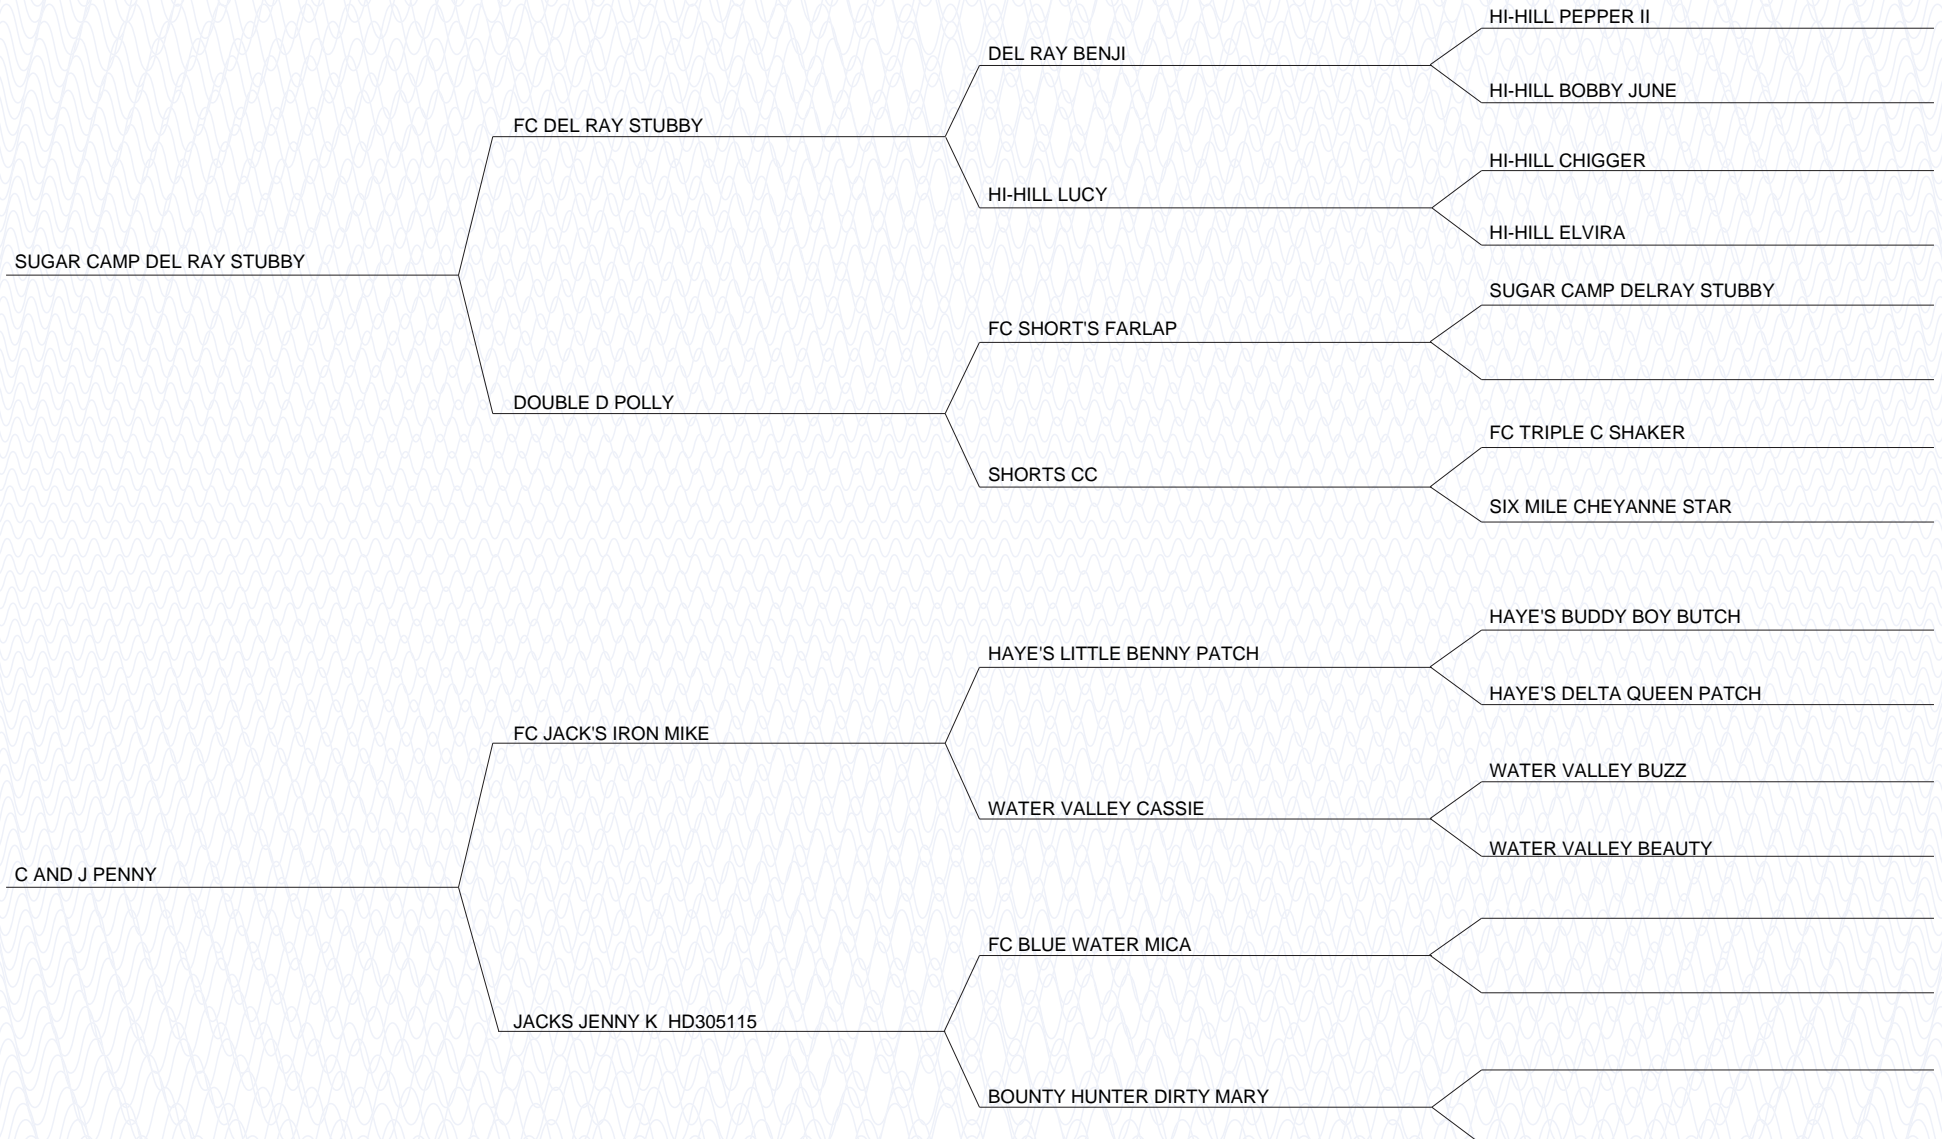 HI-HILL PEPPER II
DEL RAY BENJI
HI-HILL BOBBY JUNE
FC DEL RAY STUBBY
HI-HILL CHIGGER
HI-HILL LUCY
HI-HILL ELVIRA
SUGAR CAMP DEL RAY STUBBY
SUGAR CAMP DELRAY STUBBY
FC SHORT'S FARLAP
DOUBLE D POLLY
FC TRIPLE C SHAKER
SHORTS CC
SIX MILE CHEYANNE STAR
HAYE'S BUDDY BOY BUTCH
HAYE'S LITTLE BENNY PATCH
HAYE'S DELTA QUEEN PATCH
FC JACK'S IRON MIKE
WATER VALLEY BUZZ
WATER VALLEY CASSIE
WATER VALLEY BEAUTY
C AND J PENNY
FC BLUE WATER MICA
JACKS JENNY K  HD305115
BOUNTY HUNTER DIRTY MARY